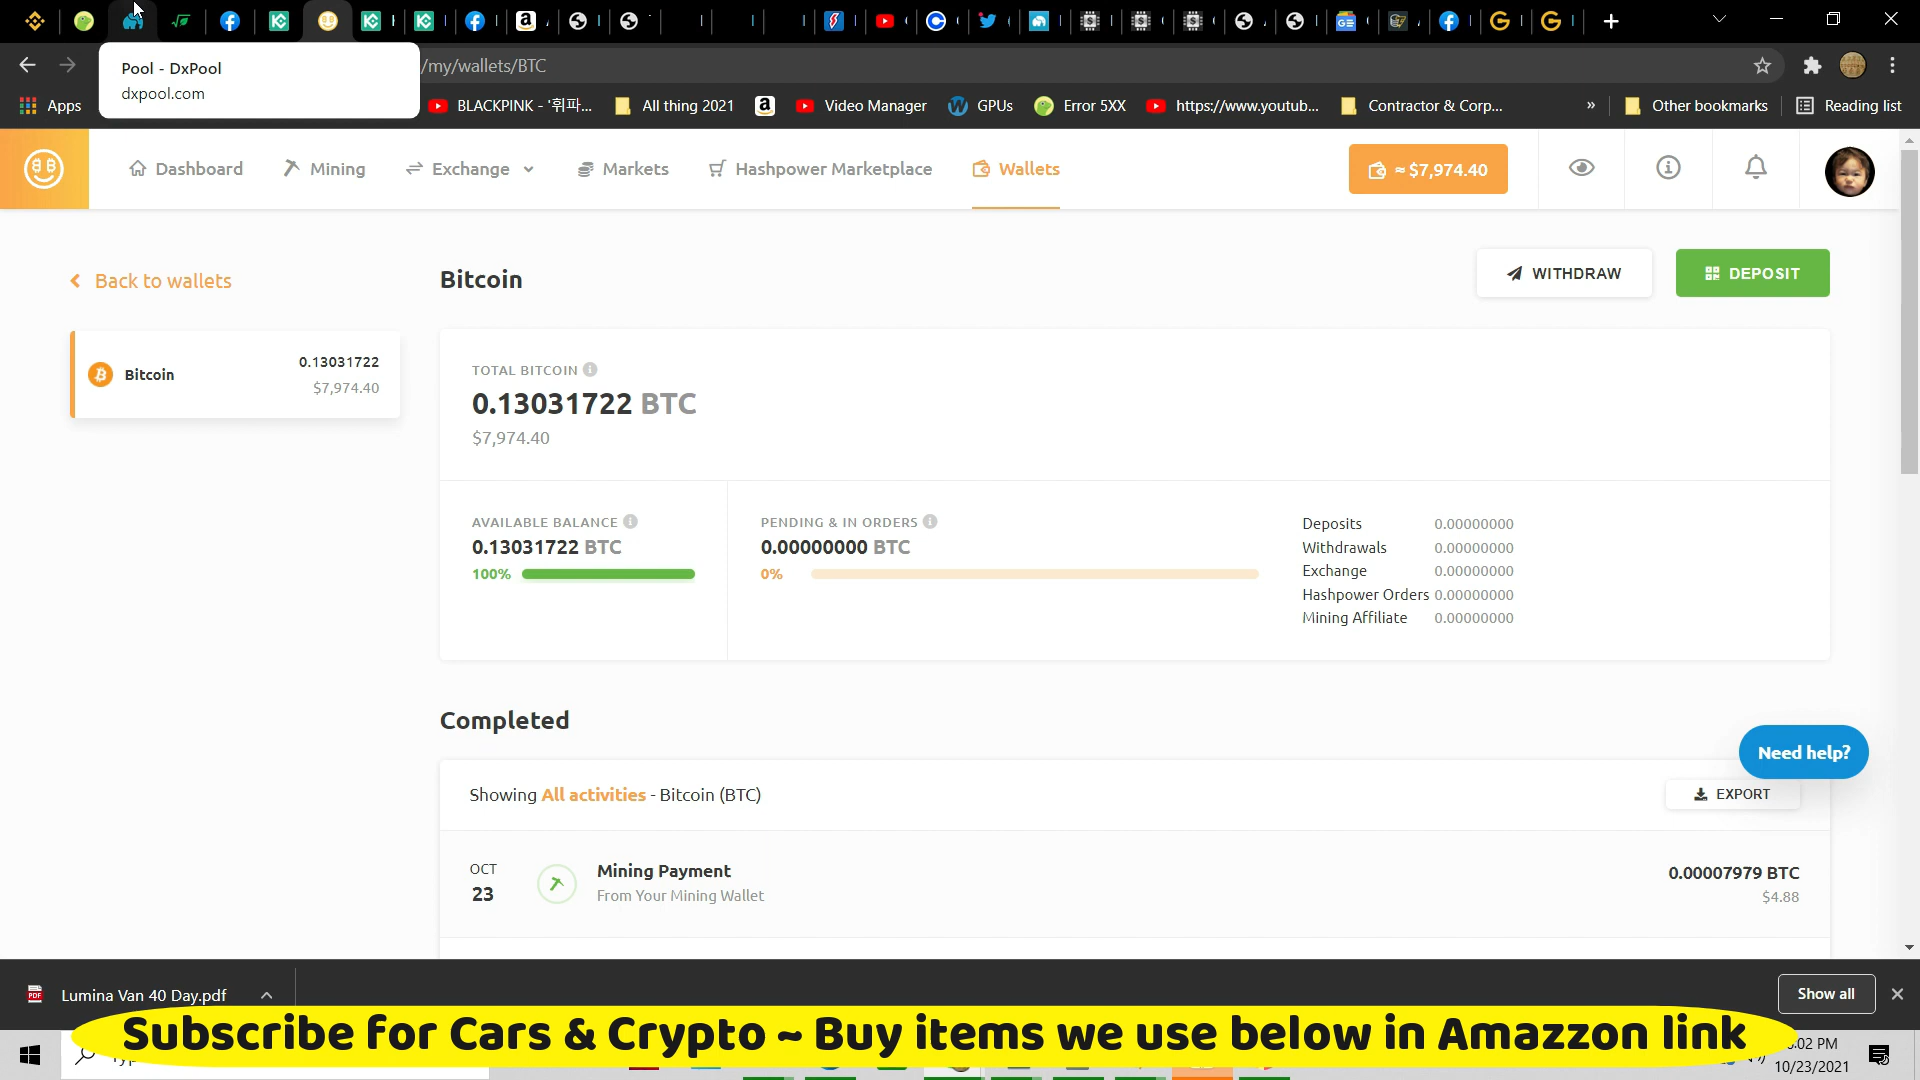 Pool - DxPool
dxpool.com
/my/wallets/BTC
Apps
BLACKPINK - '휘파...
All thing 2021
Video Manager
GPUs
Error 5XX
https://www.youtub...
Contractor & Corp...
»
Other bookmarks
Reading list
Dashboard
Mining
Exchange
Markets
Hashpower Marketplace
Wallets
≈ $7,974.40
Back to wallets
Bitcoin
WITHDRAW
DEPOSIT
Bitcoin
0.13031722
$7,974.40
TOTAL BITCOIN
0.13031722 BTC
$7,974.40
AVAILABLE BALANCE
0.13031722 BTC
100%
PENDING & IN ORDERS
0.00000000 BTC
0%
Deposits 0.00000000
Withdrawals 0.00000000
Exchange 0.00000000
Hashpower Orders 0.00000000
Mining Affiliate 0.00000000
Completed
Need help?
Showing All activities - Bitcoin (BTC)
EXPORT
OCT
23
Mining Payment
From Your Mining Wallet
0.00007979 BTC
$4.88
Lumina Van 40 Day.pdf
Show all
Subscribe for Cars & Crypto ~ Buy items we use below in Amazzon link
:02 PM
10/23/2021